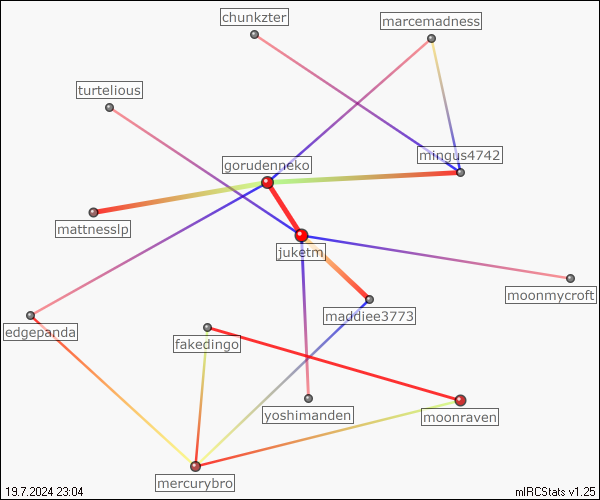 chunkzter
marcemadness
turtelious
mingus4742
gorudenneko
mattnesslp
juketm
moonmycroft
maddiee3773
edgepanda
fakedingo
yoshimanden
moonraven
mercurybro
19.7.2024 23:04
mIRCStats v1.25